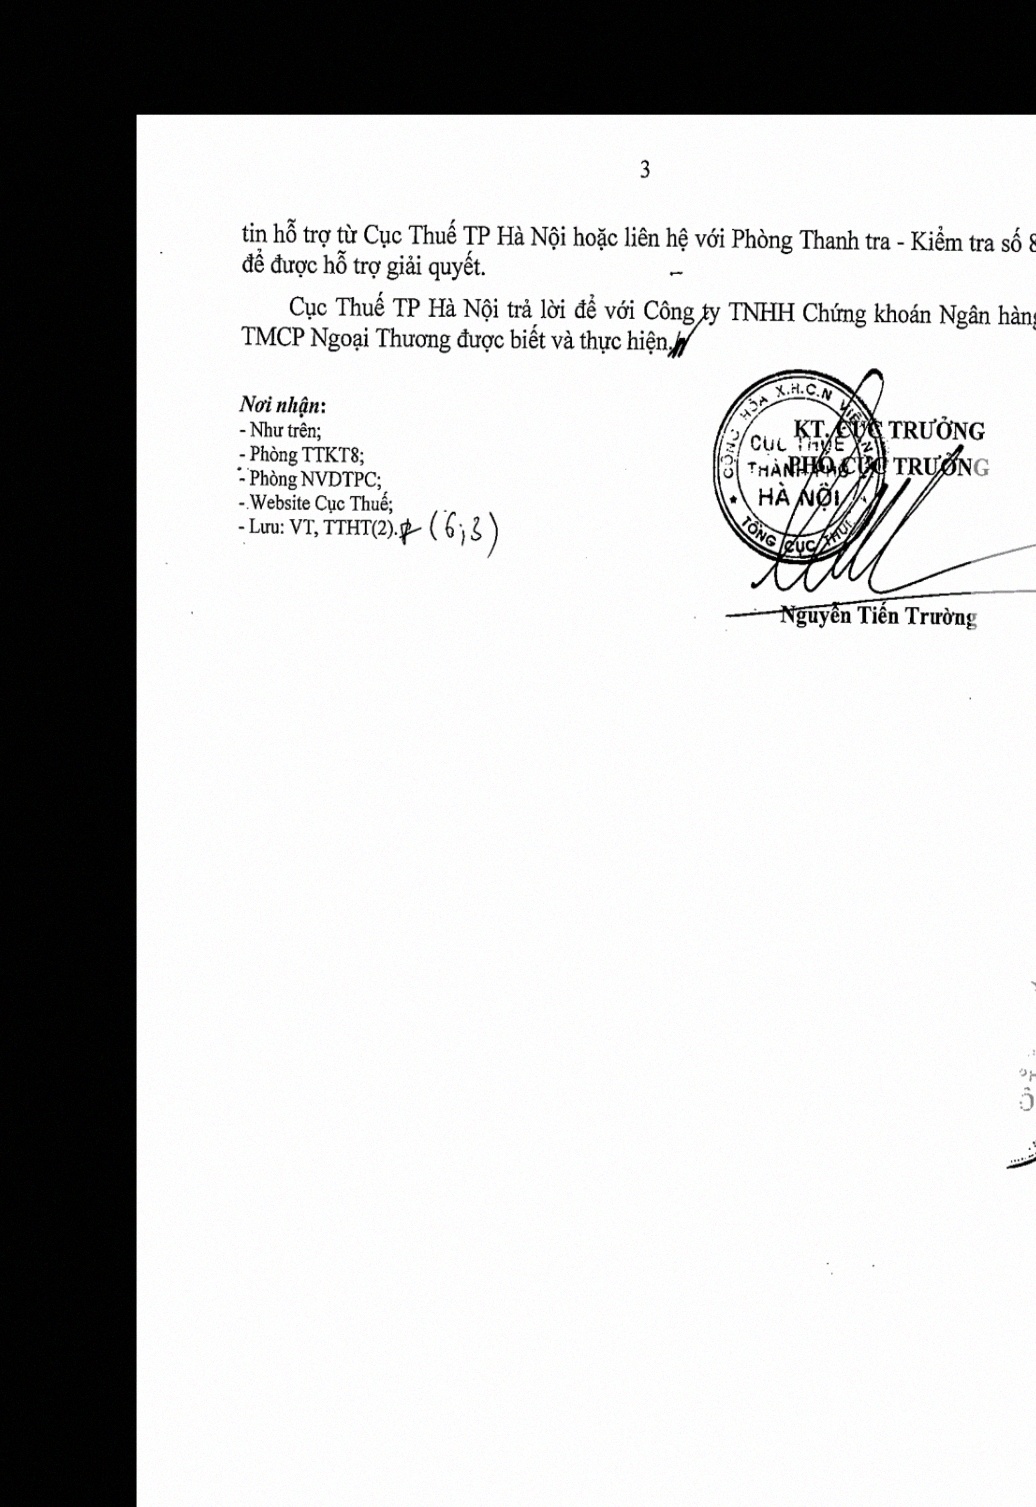 3
tin hỗ trợ từ Cục Thuế TP Hà Nội hoặc liên hệ với Phòng Thanh tra - Kiểm tra số 8
để được hỗ trợ giải quyết.
Cục Thuế TP Hà Nội trả lời để với Công ty TNHH Chứng khoán Ngân hàng
TMCP Ngoại Thương được biết và thực hiện.
Nơi nhận:
- Như trên;
- Phòng TTKT8;
- Phòng NVDTPC;
- Website Cục Thuế;
- Lưu: VT, TTHT(2). (6;3)
KT. CỤC TRƯỞNG
PHÓ CỤC TRƯỞNG
CỘNG HÒA X.H.C.N VIỆT NAM
CỤC THUẾ
THÀNH PHỐ
HÀ NỘI
TỔNG CỤC THUẾ
Nguyễn Tiến Trường